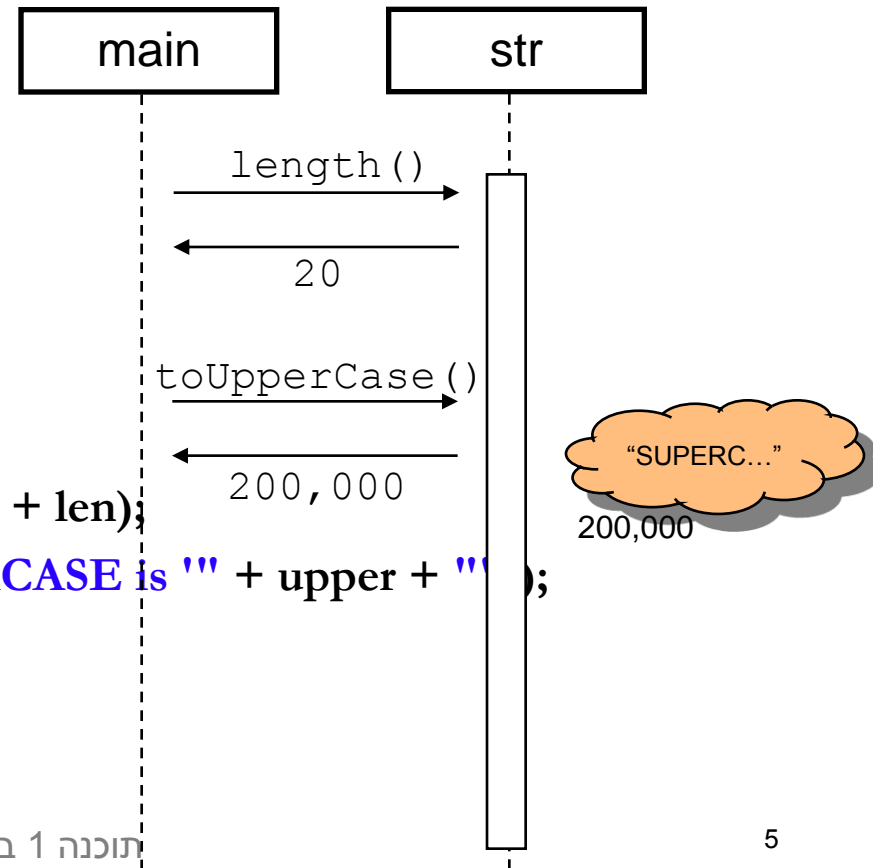 main str
length()
20
toUpperCase()
200,000
"SUPERC…"
200,000
+ len);
CASE is '" + upper + "'
);
תוכנה 1 ב
5